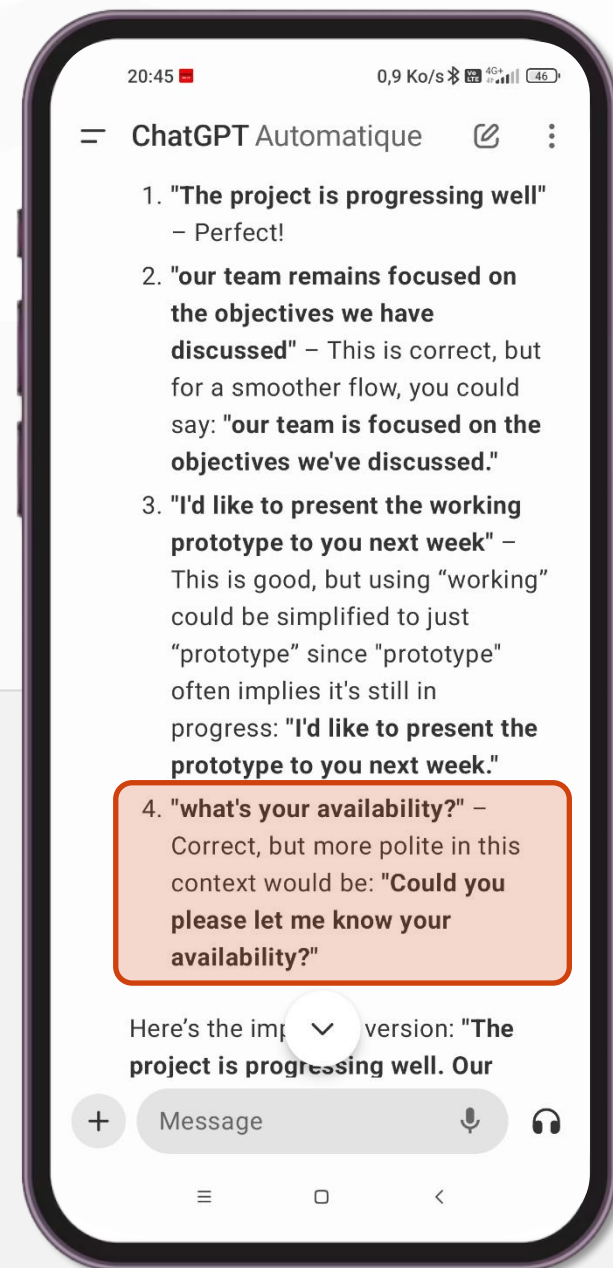 20:45
0,9 Ko/s Vo LTE 4G+ 46
ChatGPT Automatique
1. "The project is progressing well"
– Perfect!
2. "our team remains focused on
the objectives we have
discussed" – This is correct, but
for a smoother flow, you could
say: "our team is focused on the
objectives we've discussed."
3. "I'd like to present the working
prototype to you next week" –
This is good, but using “working”
could be simplified to just
“prototype” since "prototype"
often implies it's still in
progress: "I'd like to present the
prototype to you next week."
4. "what's your availability?" –
Correct, but more polite in this
context would be: "Could you
please let me know your
availability?"
Here’s the version: "The
project is progressing well. Our
Message